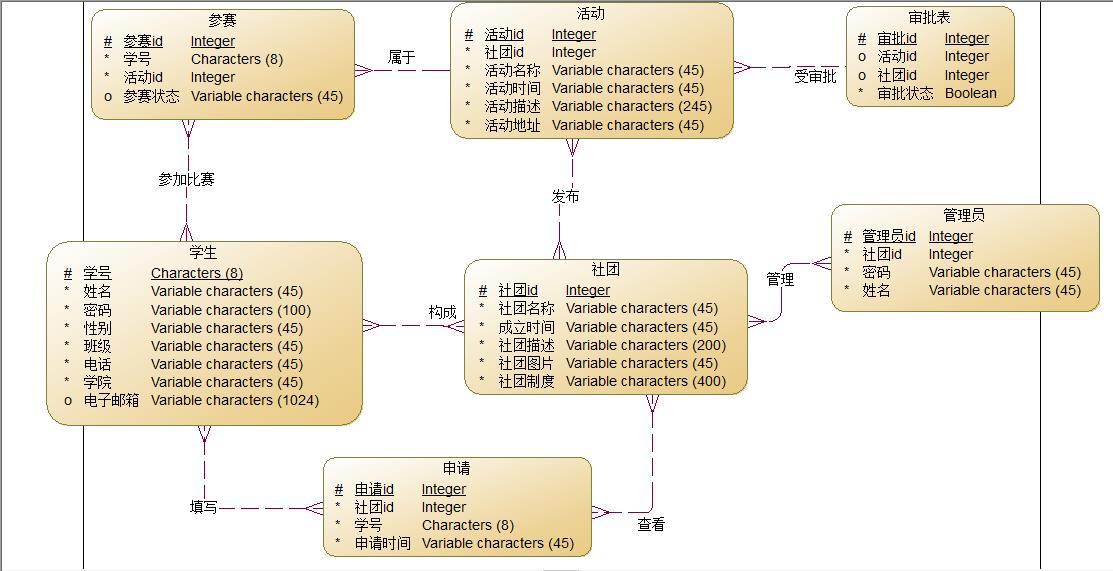 参赛
# 参赛id Integer
* 学号 Characters (8)
* 活动id Integer
o 参赛状态 Variable characters (45)
属于
活动
# 活动id Integer
* 社团id Integer
* 活动名称 Variable characters (45)
* 活动时间 Variable characters (45)
* 活动描述 Variable characters (245)
* 活动地址 Variable characters (45)
受审批
审批表
# 审批id Integer
o 活动id Integer
o 社团id Integer
* 审批状态 Boolean
参加比赛
发布
学生
# 学号 Characters (8)
* 姓名 Variable characters (45)
* 密码 Variable characters (100)
* 性别 Variable characters (45)
* 班级 Variable characters (45)
* 电话 Variable characters (45)
* 学院 Variable characters (45)
o 电子邮箱 Variable characters (1024)
构成
社团
# 社团id Integer
* 社团名称 Variable characters (45)
* 成立时间 Variable characters (45)
* 社团描述 Variable characters (200)
* 社团图片 Variable characters (45)
* 社团制度 Variable characters (400)
管理
管理员
# 管理员id Integer
* 社团id Integer
* 密码 Variable characters (45)
* 姓名 Variable characters (45)
填写
申请
# 申请id Integer
* 社团id Integer
* 学号 Characters (8)
* 申请时间 Variable characters (45)
查看